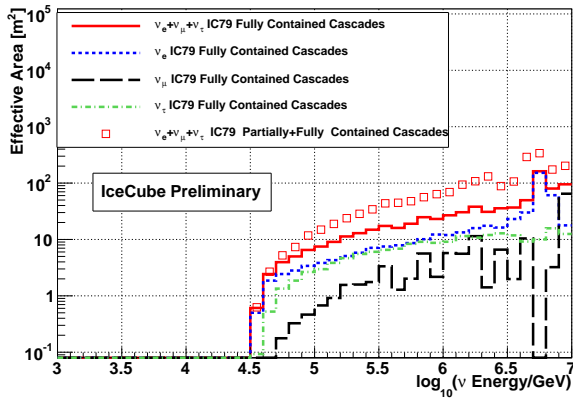 Effective Area [m²]
10⁵
10⁴
10³
10²
10
1
10⁻¹
ν_e+ν_μ+ν_τ IC79 Fully Contained Cascades
ν_e IC79 Fully Contained Cascades
ν_μ IC79 Fully Contained Cascades
ν_τ IC79 Fully Contained Cascades
ν_e+ν_μ+ν_τ IC79 Partially+Fully Contained Cascades
IceCube Preliminary
3 3.5 4 4.5 5 5.5 6 6.5 7
log₁₀(ν Energy/GeV)